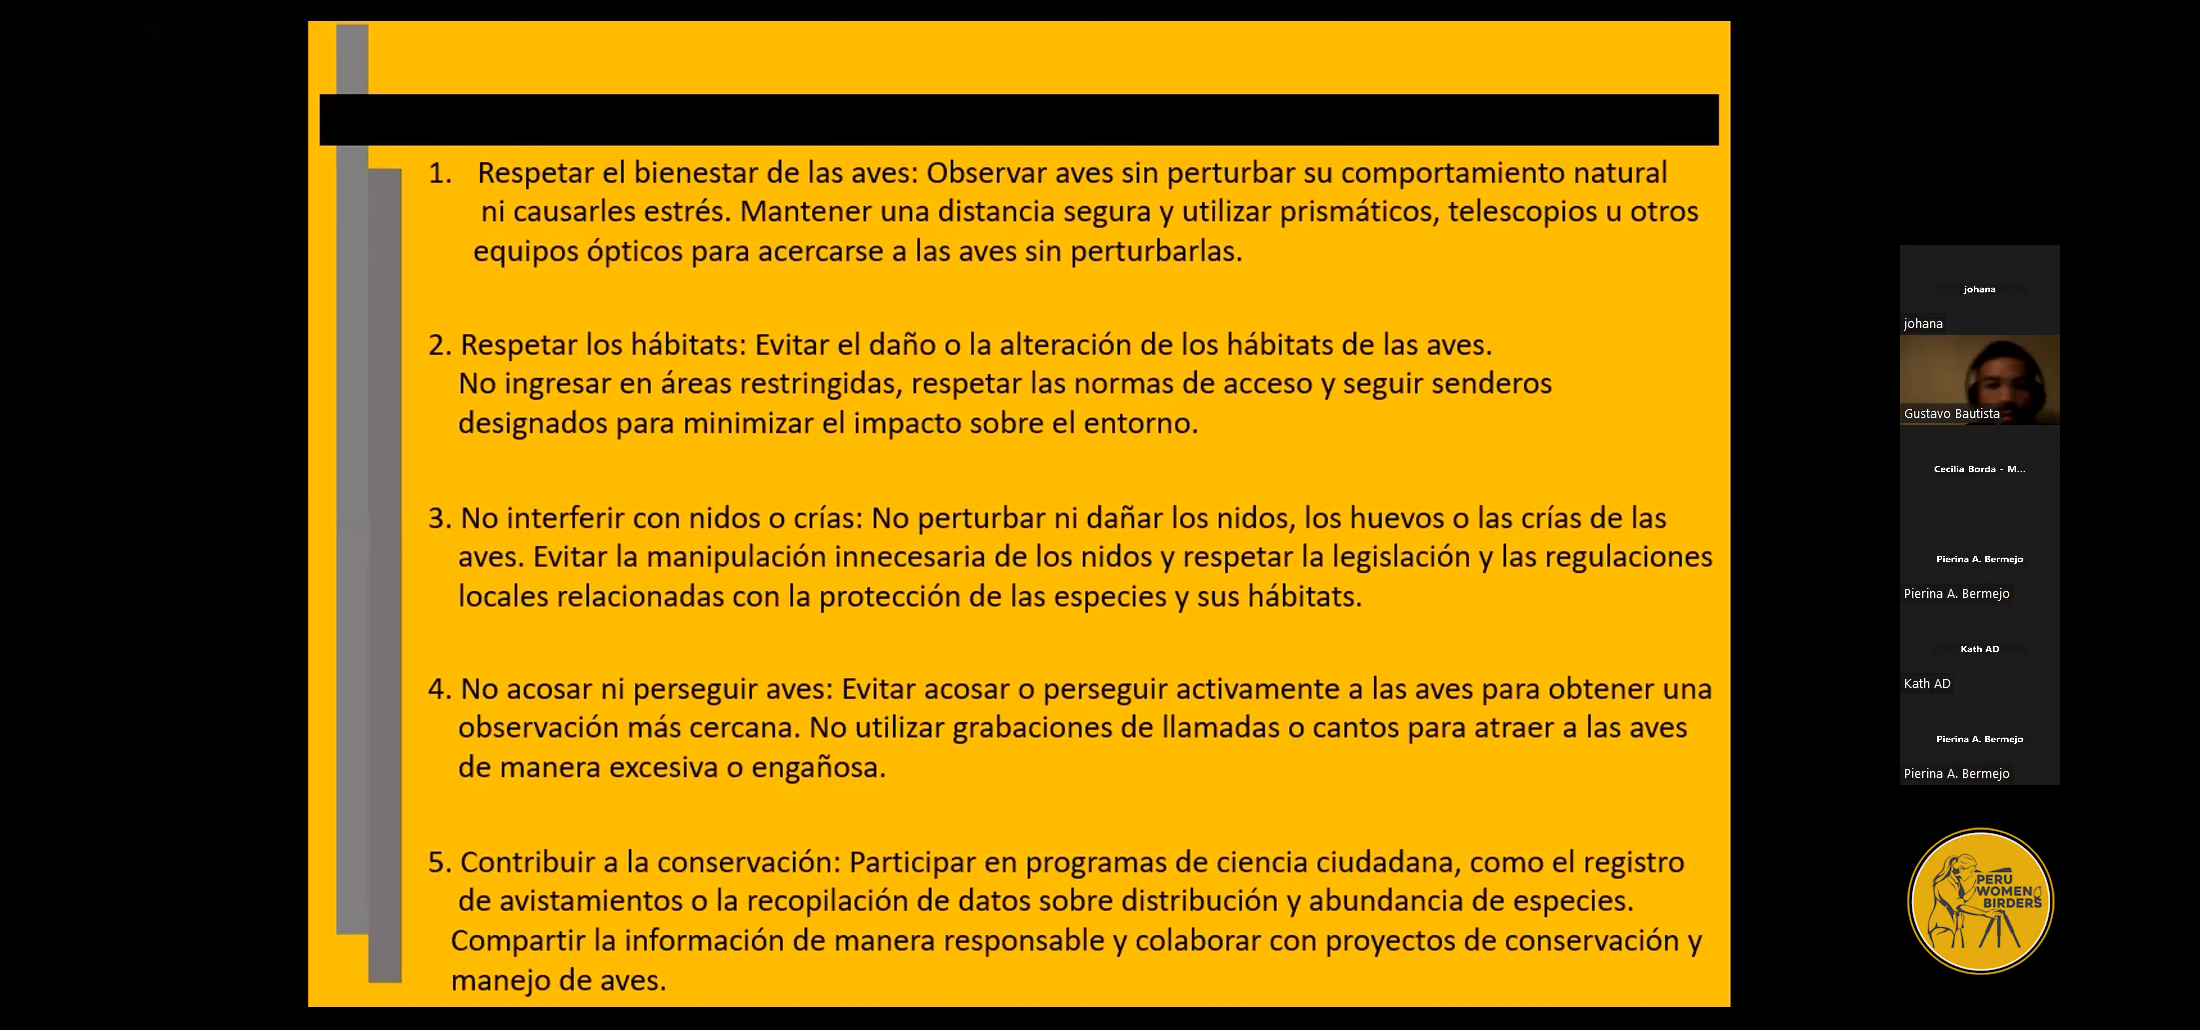 1. Respetar el bienestar de las aves: Observar aves sin perturbar su comportamiento natural
ni causarles estrés. Mantener una distancia segura y utilizar prismáticos, telescopios u otros
equipos ópticos para acercarse a las aves sin perturbarlas.
2. Respetar los hábitats: Evitar el daño o la alteración de los hábitats de las aves.
No ingresar en áreas restringidas, respetar las normas de acceso y seguir senderos
designados para minimizar el impacto sobre el entorno.
3. No interferir con nidos o crías: No perturbar ni dañar los nidos, los huevos o las crías de las
aves. Evitar la manipulación innecesaria de los nidos y respetar la legislación y las regulaciones
locales relacionadas con la protección de las especies y sus hábitats.
4. No acosar ni perseguir aves: Evitar acosar o perseguir activamente a las aves para obtener una
observación más cercana. No utilizar grabaciones de llamadas o cantos para atraer a las aves
de manera excesiva o engañosa.
5. Contribuir a la conservación: Participar en programas de ciencia ciudadana, como el registro
de avistamientos o la recopilación de datos sobre distribución y abundancia de especies.
Compartir la información de manera responsable y colaborar con proyectos de conservación y
manejo de aves.
johana
johana
Gustavo Bautista
Cecilia Borda - M...
Pierina A. Bermejo
Pierina A. Bermejo
Kath AD
Kath AD
Pierina A. Bermejo
Pierina A. Bermejo
PERU
WOMEN
BIRDERS